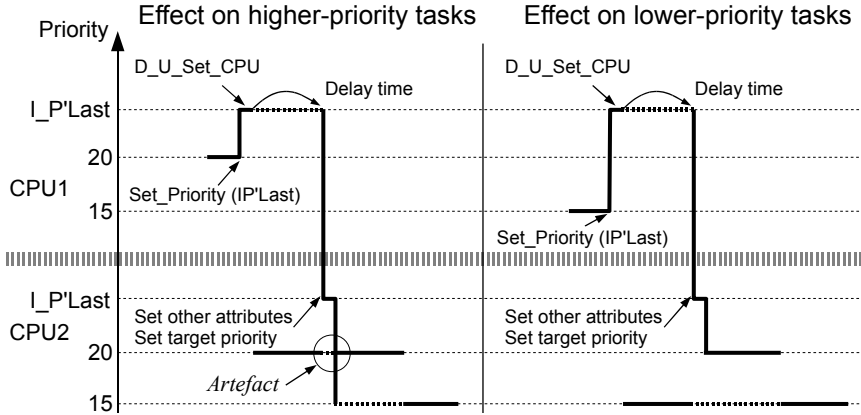 Effect on higher-priority tasks
Effect on lower-priority tasks
Priority
D_U_Set_CPU
Delay time
D_U_Set_CPU
Delay time
I_P'Last
20
CPU1
Set_Priority (IP'Last)
15
Set_Priority (IP'Last)
I_P'Last
CPU2
Set other attributes
Set target priority
Set other attributes
Set target priority
20
Artefact
15